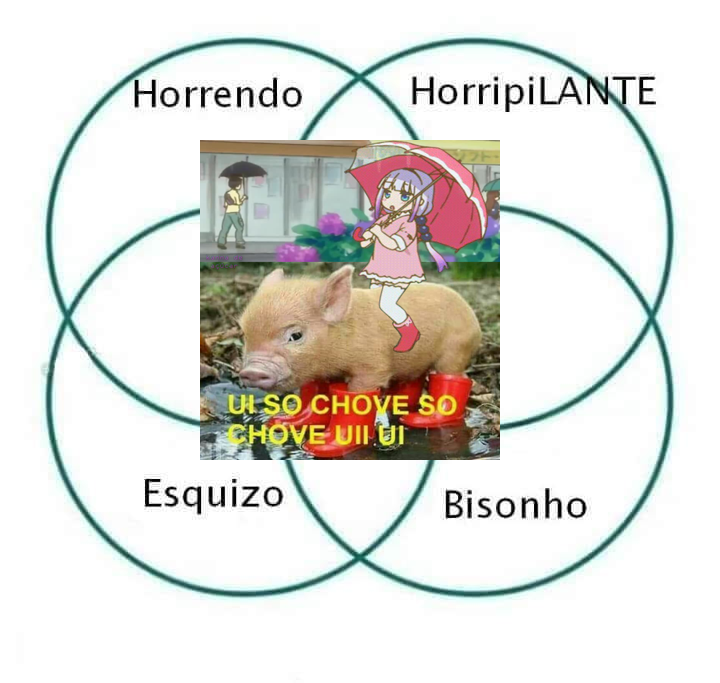 Horrendo
HorripiLANTE
UI SO CHOVE SO
CHOVE UII UI
Esquizo
Bisonho